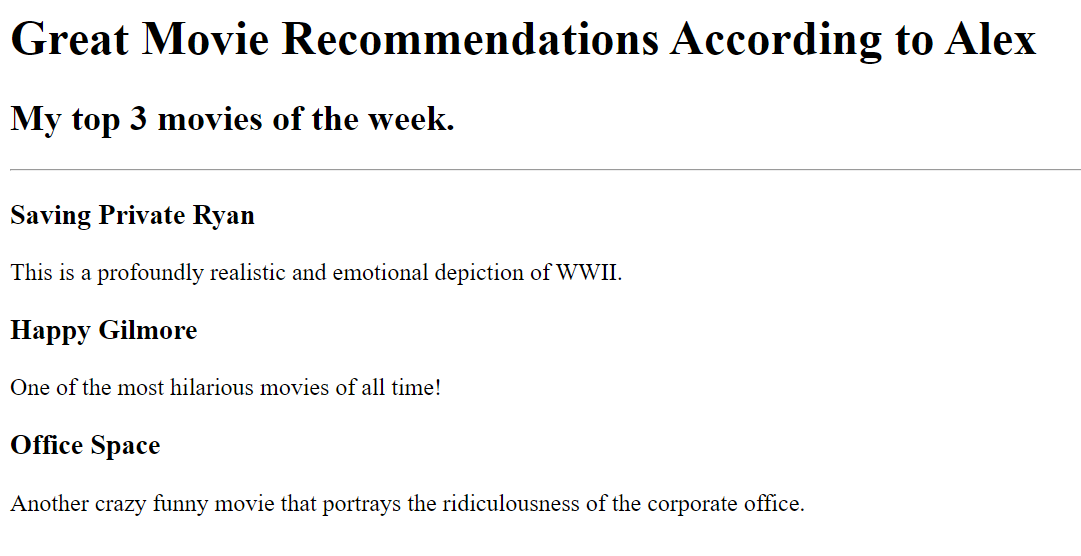 Great Movie Recommendations According to Alex
My top 3 movies of the week.
Saving Private Ryan
This is a profoundly realistic and emotional depiction of WWII.
Happy Gilmore
One of the most hilarious movies of all time!
Office Space
Another crazy funny movie that portrays the ridiculousness of the corporate office.